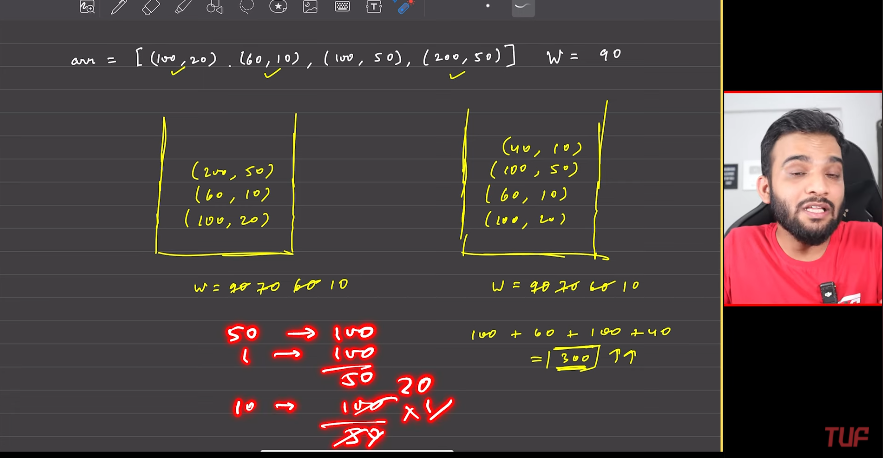 arr = [(100,20) . (60,10), (100,50), (200,50)] W = 90
(200, 50)
(60, 10)
(100, 20)
W = 90 70 60 10
50 → 100
1 → 100
50
20
10 → 100 × 1
50
(40, 10)
(100, 50)
(60, 10)
(100, 20)
W = 90 70 60 10
100 + 60 + 100 + 40
= 300 ↑↑
TUF